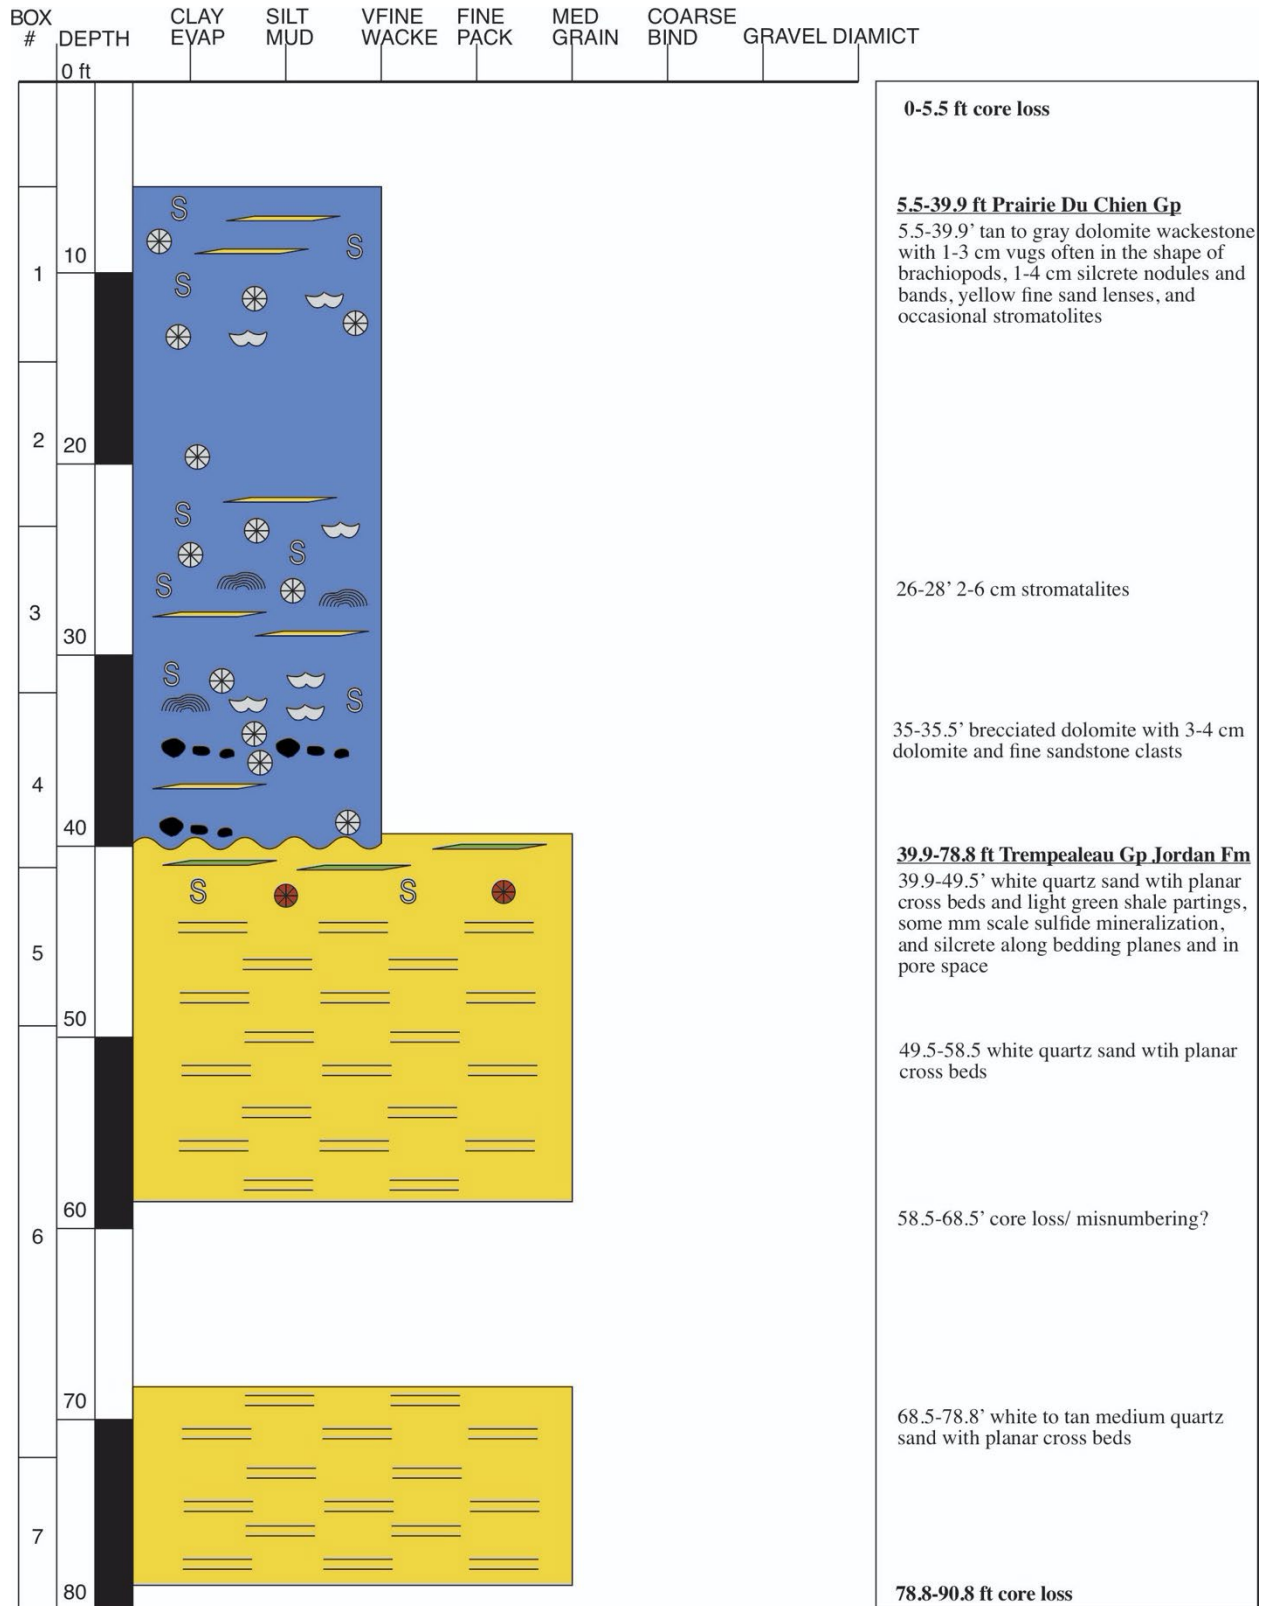 BOX
#
DEPTH
CLAY
EVAP
SILT
MUD
VFINE
WACKE
FINE
PACK
MED
GRAIN
COARSE
BIND
GRAVEL DIAMICT
0 ft
0-5.5 ft core loss
S
5.5-39.9 ft Prairie Du Chien Gp
5.5-39.9’ tan to gray dolomite wackestone
with 1-3 cm vugs often in the shape of
brachiopods, 1-4 cm silcrete nodules and
bands, yellow fine sand lenses, and
occasional stromatolites
S
10
1
S
2
20
S
S
S
26-28’ 2-6 cm stromatalites
3
30
S
S
35-35.5’ brecciated dolomite with 3-4 cm
dolomite and fine sandstone clasts
4
40
39.9-78.8 ft Trempealeau Gp Jordan Fm
39.9-49.5’ white quartz sand wtih planar
cross beds and light green shale partings,
some mm scale sulfide mineralization,
and silcrete along bedding planes and in
pore space
S S
5
50
49.5-58.5 white quartz sand wtih planar
cross beds
60
58.5-68.5’ core loss/ misnumbering?
6
70
68.5-78.8’ white to tan medium quartz
sand with planar cross beds
7
80
78.8-90.8 ft core loss